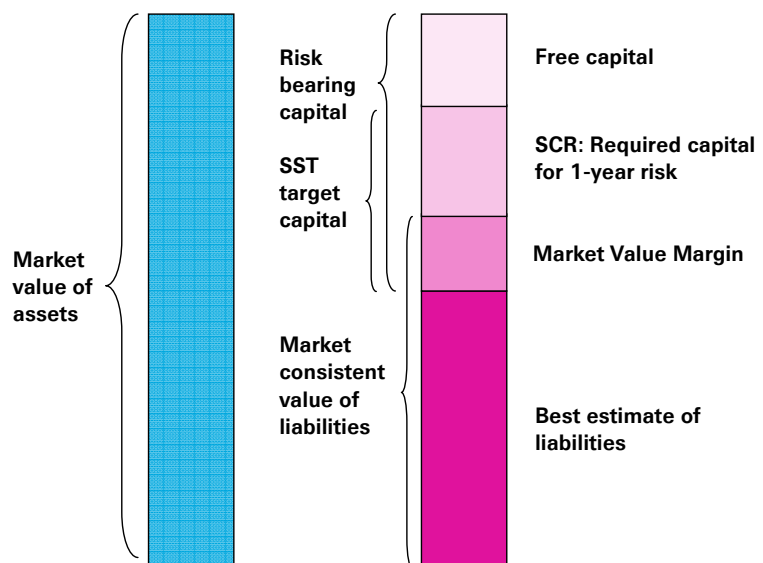 Market
value of
assets
Risk
bearing
capital
SST
target
capital
Market
consistent
value of
liabilities
Free capital
SCR: Required capital
for 1-year risk
Market Value Margin
Best estimate of
liabilities